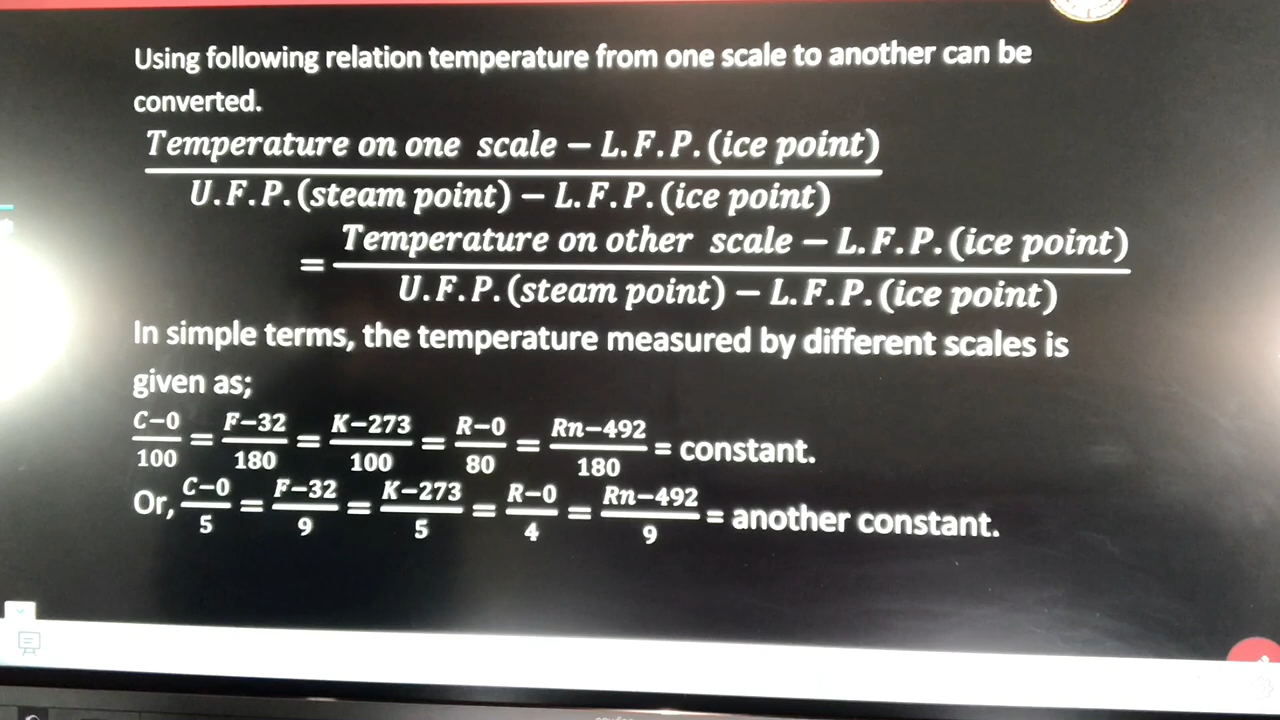 Using following relation temperature from one scale to another can be
converted.
Temperature on one scale − L.F.P.(ice point)
U.F.P.(steam point) − L.F.P.(ice point)
= Temperature on other scale − L.F.P.(ice point)
U.F.P.(steam point) − L.F.P.(ice point)
In simple terms, the temperature measured by different scales is
given as;
C−0/100 = F−32/180 = K−273/100 = R−0/80 = Rn−492/180 = constant.
Or, C−0/5 = F−32/9 = K−273/5 = R−0/4 = Rn−492/9 = another constant.